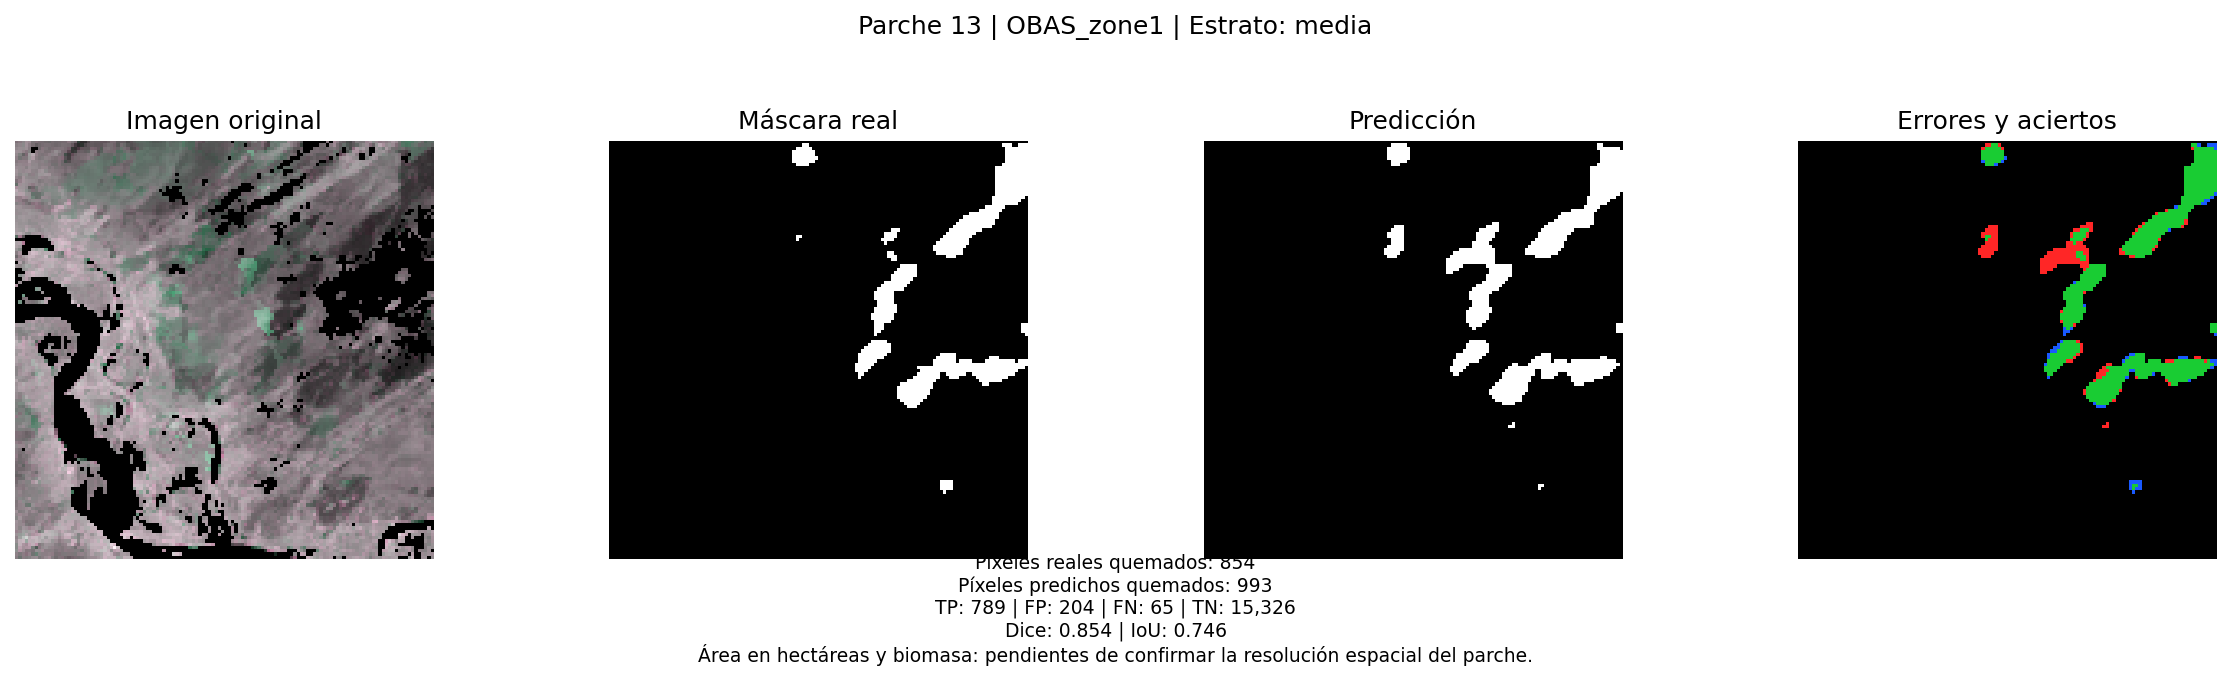 Parche 13 | OBAS_zone1 | Estrato: media
Imagen original
Máscara real
Predicción
Errores y aciertos
Píxeles reales quemados: 854
Píxeles predichos quemados: 993
TP: 789 | FP: 204 | FN: 65 | TN: 15,326
Dice: 0.854 | IoU: 0.746
Área en hectáreas y biomasa: pendientes de confirmar la resolución espacial del parche.